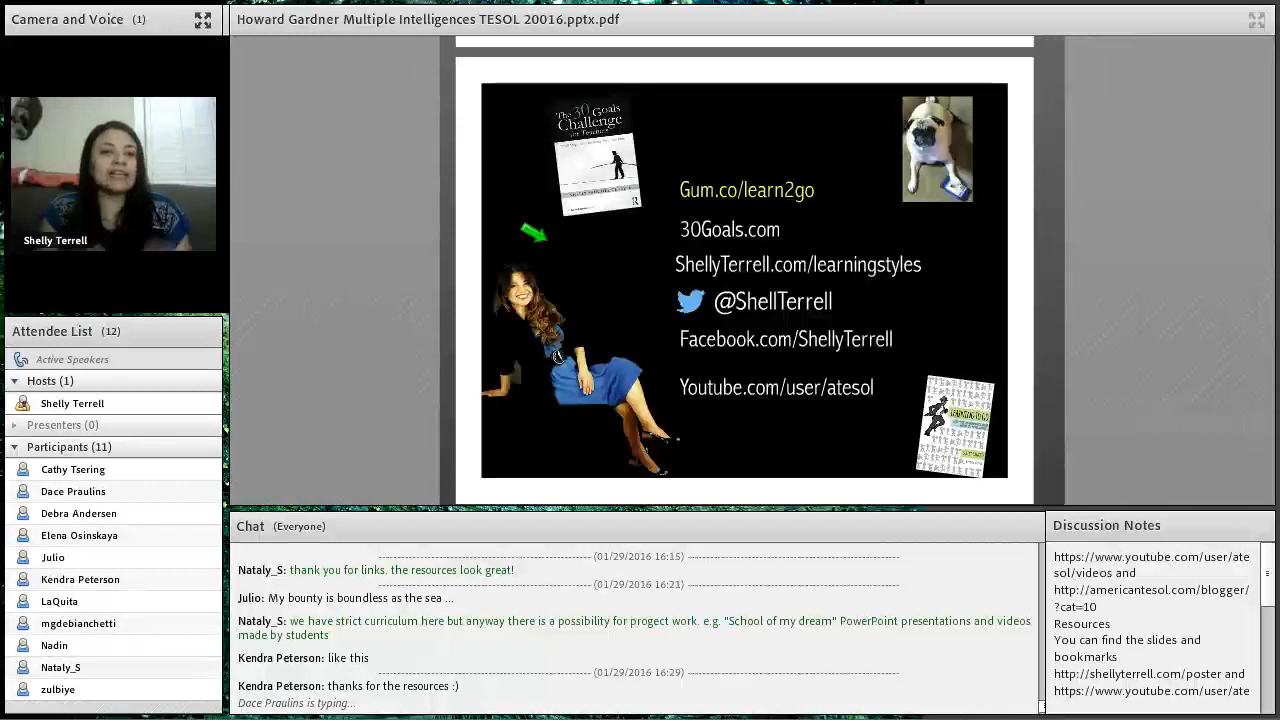 Camera and Voice (1)
Howard Gardner Multiple Intelligences TESOL 20016.pptx.pdf
Shelly Terrell
The 30 Goals
Challenge
for Teachers
Gum.co/learn2go
30Goals.com
ShellyTerrell.com/learningstyles
@ShellTerrell
Facebook.com/ShellyTerrell
Youtube.com/user/atesol
LEARNING TO GO
Attendee List (12)
Active Speakers
Hosts (1)
Shelly Terrell
Presenters (0)
Participants (11)
Cathy Tsering
Dace Praulins
Debra Andersen
Elena Osinskaya
Julio
Kendra Peterson
LaQuita
mgdebianchetti
Nadin
Nataly_S
zulbiye
Chat (Everyone)
(01/29/2016 16:15)
Nataly_S: thank you for links. the resources look great!
(01/29/2016 16:21)
Julio: My bounty is boundless as the sea ...
Nataly_S: we have strict curriculum here but anyway there is a possibility for progect work. e.g. "School of my dream" PowerPoint presentations and videos
made by students
Kendra Peterson: like this
(01/29/2016 16:29)
Kendra Peterson: thanks for the resources :)
Dace Praulins is typing...
Discussion Notes
https://www.youtube.com/user/ate
sol/videos and
http://americantesol.com/blogger/
?cat=10
Resources
You can find the slides and
bookmarks
http://shellyterrell.com/poster and
https://www.youtube.com/user/ate